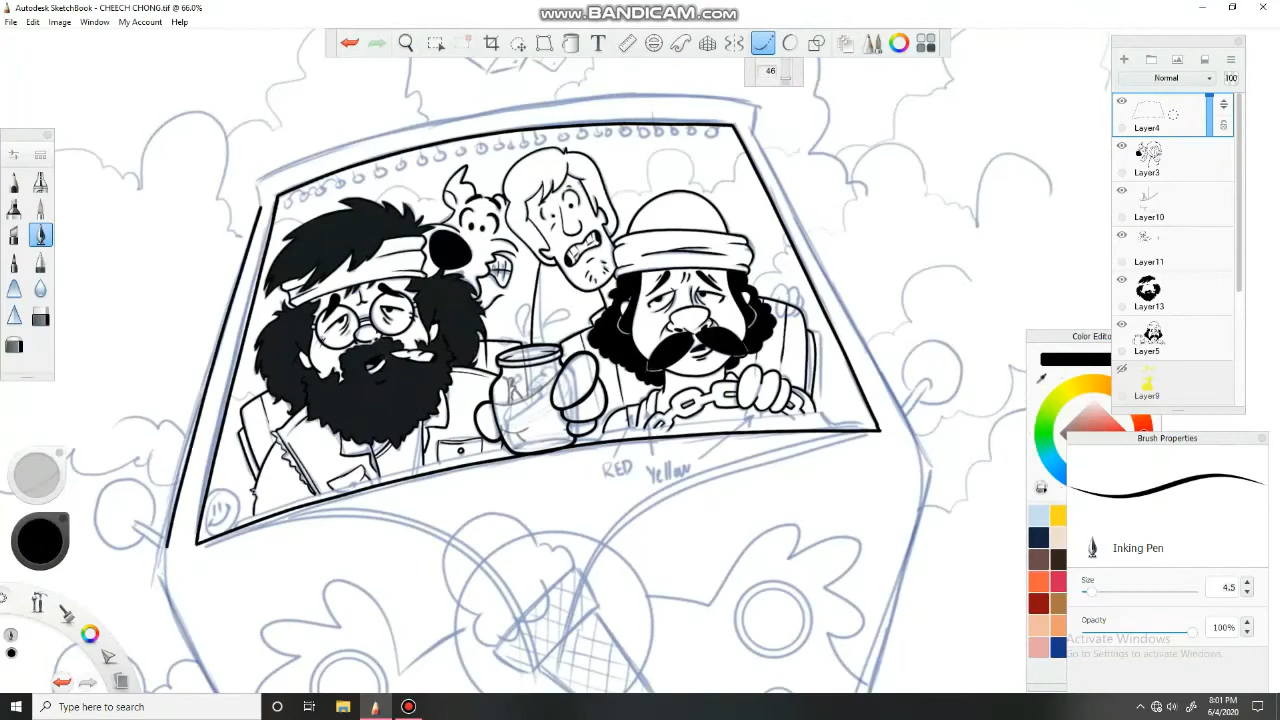 Autodesk SketchBook - CHEECH CHONG.tif @ 66.0%
www.BANDICAM.com
File Edit Image Window My Account Help
46
Normal 100
Layer4
Layer3
Layer10
Layer11
Layer13
Layer5
Layer9
Color Edit
Brush Properties
Inking Pen
Size
4.5
Opacity
100%
RED Yellow
Activate Windows
Go to Settings to activate Windows.
Type here to search
8:01 PM
6/4/2020